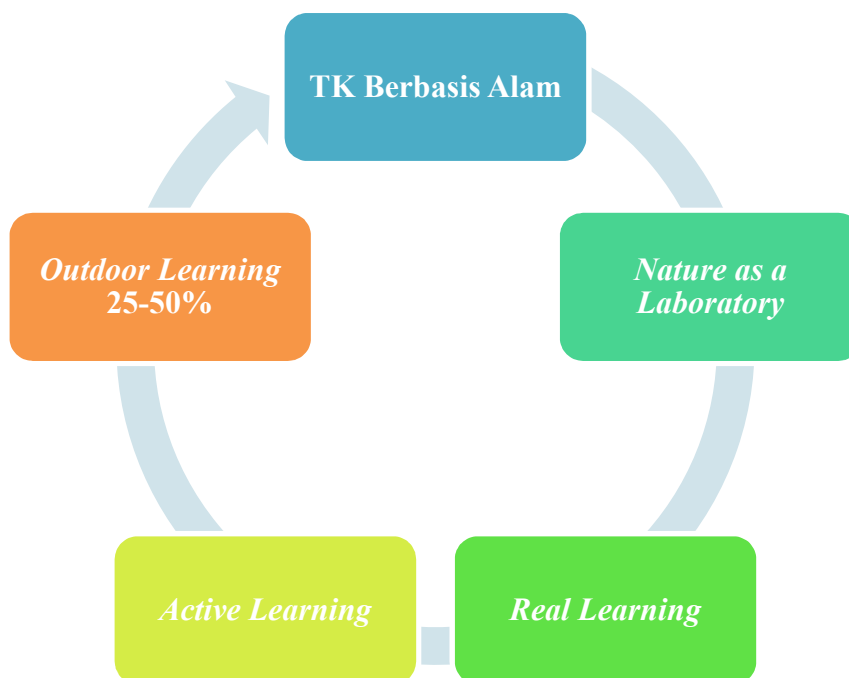 TK Berbasis Alam
Nature as a
Laboratory
Real Learning
Active Learning
Outdoor Learning
25-50%